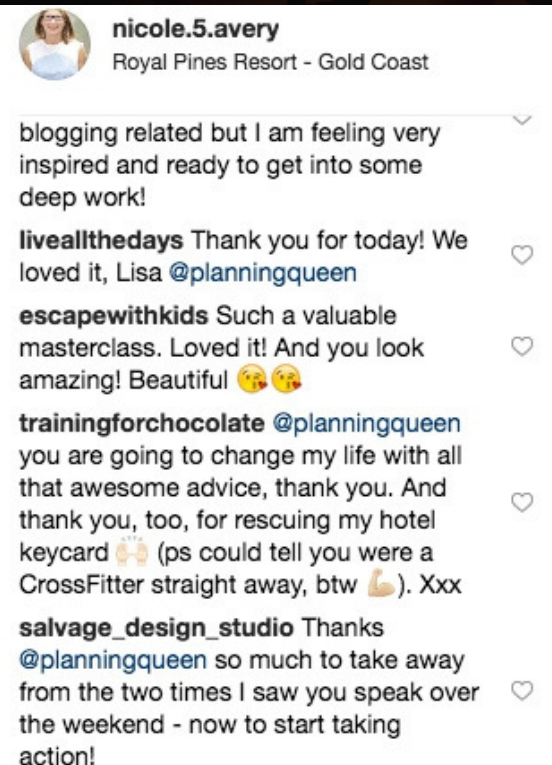 nicole.5.avery
Royal Pines Resort - Gold Coast
blogging related but I am feeling very
inspired and ready to get into some
deep work!
liveallthedays Thank you for today! We
loved it, Lisa @planningqueen
escapewithkids Such a valuable
masterclass. Loved it! And you look
amazing! Beautiful 😘😘
trainingforchocolate @planningqueen
you are going to change my life with all
that awesome advice, thank you. And
thank you, too, for rescuing my hotel
keycard 🙌🏻 (ps could tell you were a
CrossFitter straight away, btw 💪🏻). Xxx
salvage_design_studio Thanks
@planningqueen so much to take away
from the two times I saw you speak over
the weekend - now to start taking
action!